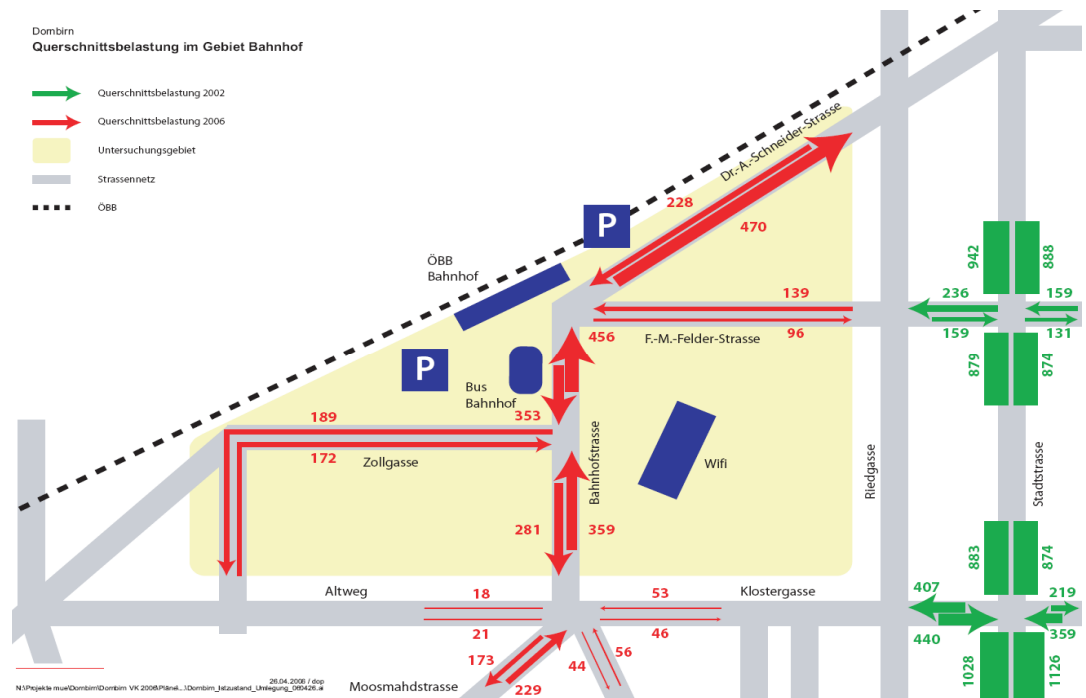 Dornbirn
Querschnittsbelastung im Gebiet Bahnhof
Querschnittsbelastung 2002
Querschnittsbelastung 2006
Untersuchungsgebiet
Strassennetz
ÖBB
Dr.-A.-Schneider-Strasse
228
470
P
ÖBB
Bahnhof
942
888
236
159
139
159
131
456
F.-M.-Felder-Strasse
96
879
874
P
Bus
Bahnhof
353
189
172
Zollgasse
Bahnhofstrasse
Wifi
Riedgasse
Stadtstrasse
281
359
883
874
Altweg
18
53
Klostergasse
407
219
21
46
440
359
173
44
56
1028
1126
229
Moosmahdstrasse
26.04.2006 / dop